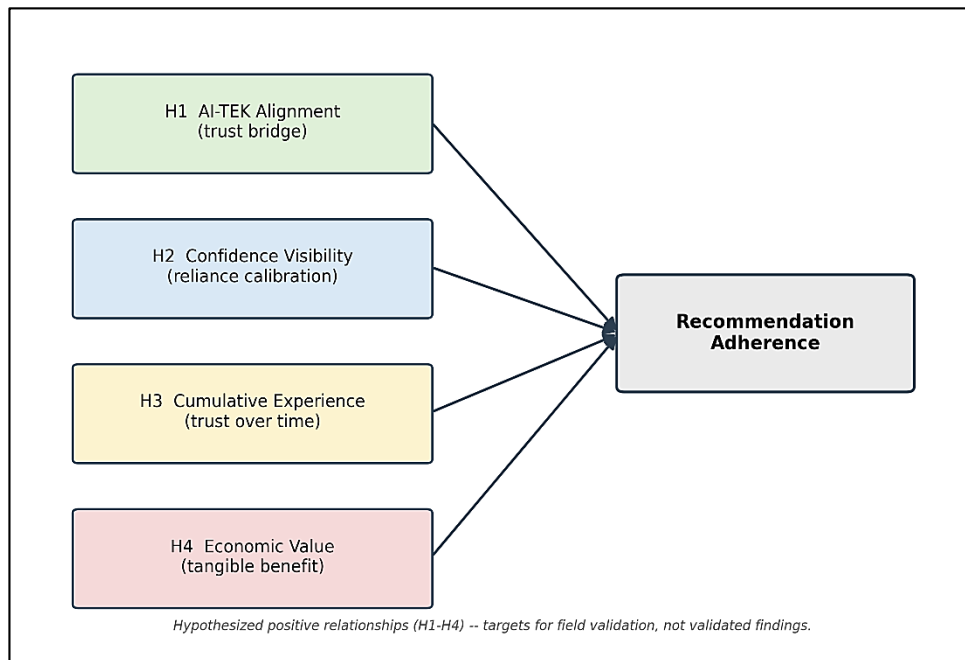 H1 AI-TEK Alignment
(trust bridge)
H2 Confidence Visibility
(reliance calibration)
H3 Cumulative Experience
(trust over time)
H4 Economic Value
(tangible benefit)
Recommendation
Adherence
Hypothesized positive relationships (H1-H4) -- targets for field validation, not validated findings.